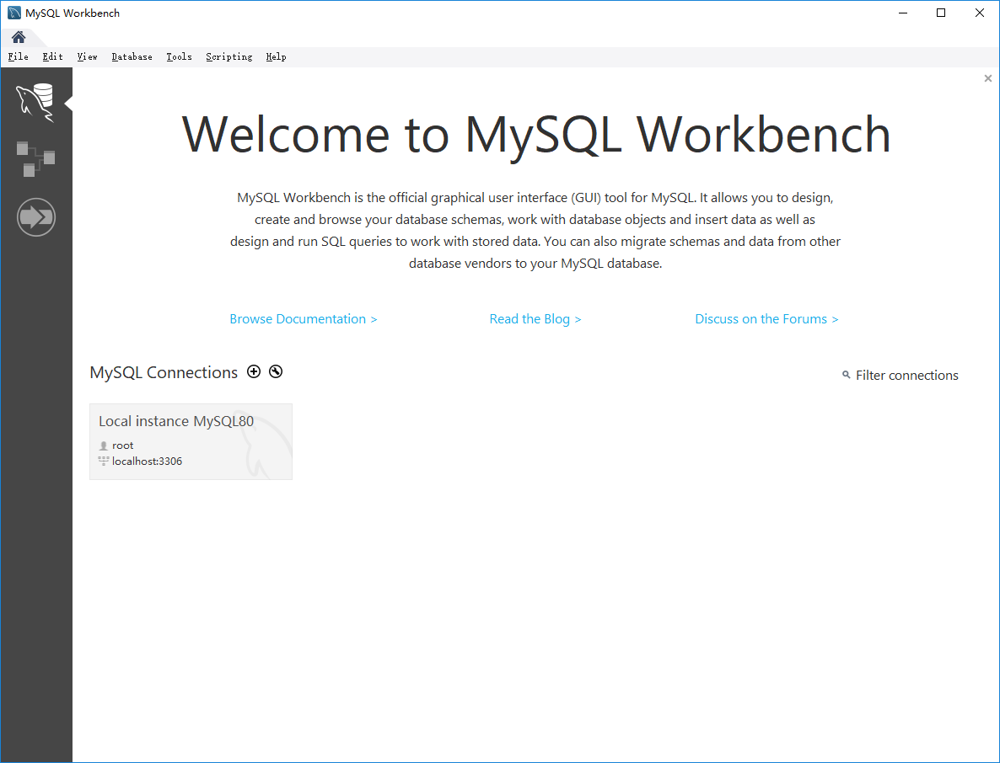 MySQL Workbench
File Edit View Database Tools Scripting Help
Welcome to MySQL Workbench
MySQL Workbench is the official graphical user interface (GUI) tool for MySQL. It allows you to design,
create and browse your database schemas, work with database objects and insert data as well as
design and run SQL queries to work with stored data. You can also migrate schemas and data from other
database vendors to your MySQL database.
Browse Documentation > Read the Blog > Discuss on the Forums >
MySQL Connections Filter connections
Local instance MySQL80
root
localhost:3306